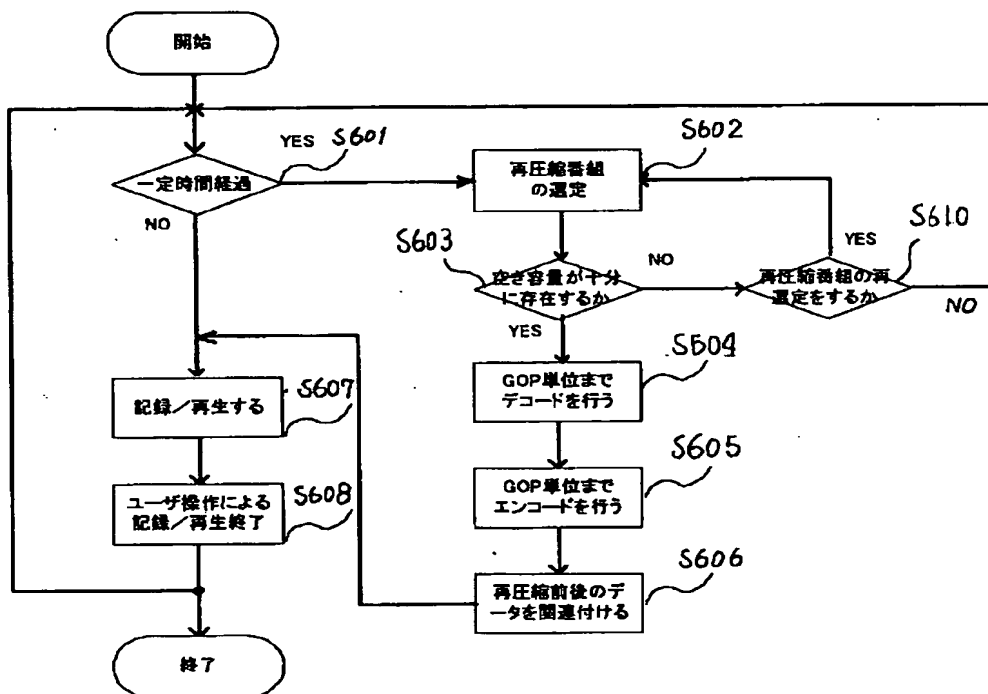 開始
YES
S601
一定時間経過
NO
S602
再圧縮番組
の選定
S603
空き容量が十分
に存在するか
NO
YES
S610
YES
再圧縮番組の再
選定をするか
NO
S504
GOP単位まで
デコードを行う
S607
記録/再生する
S605
GOP単位まで
エンコードを行う
S608
ユーザ操作による
記録/再生終了
S606
再圧縮前後のデ
ータを関連付ける
終了